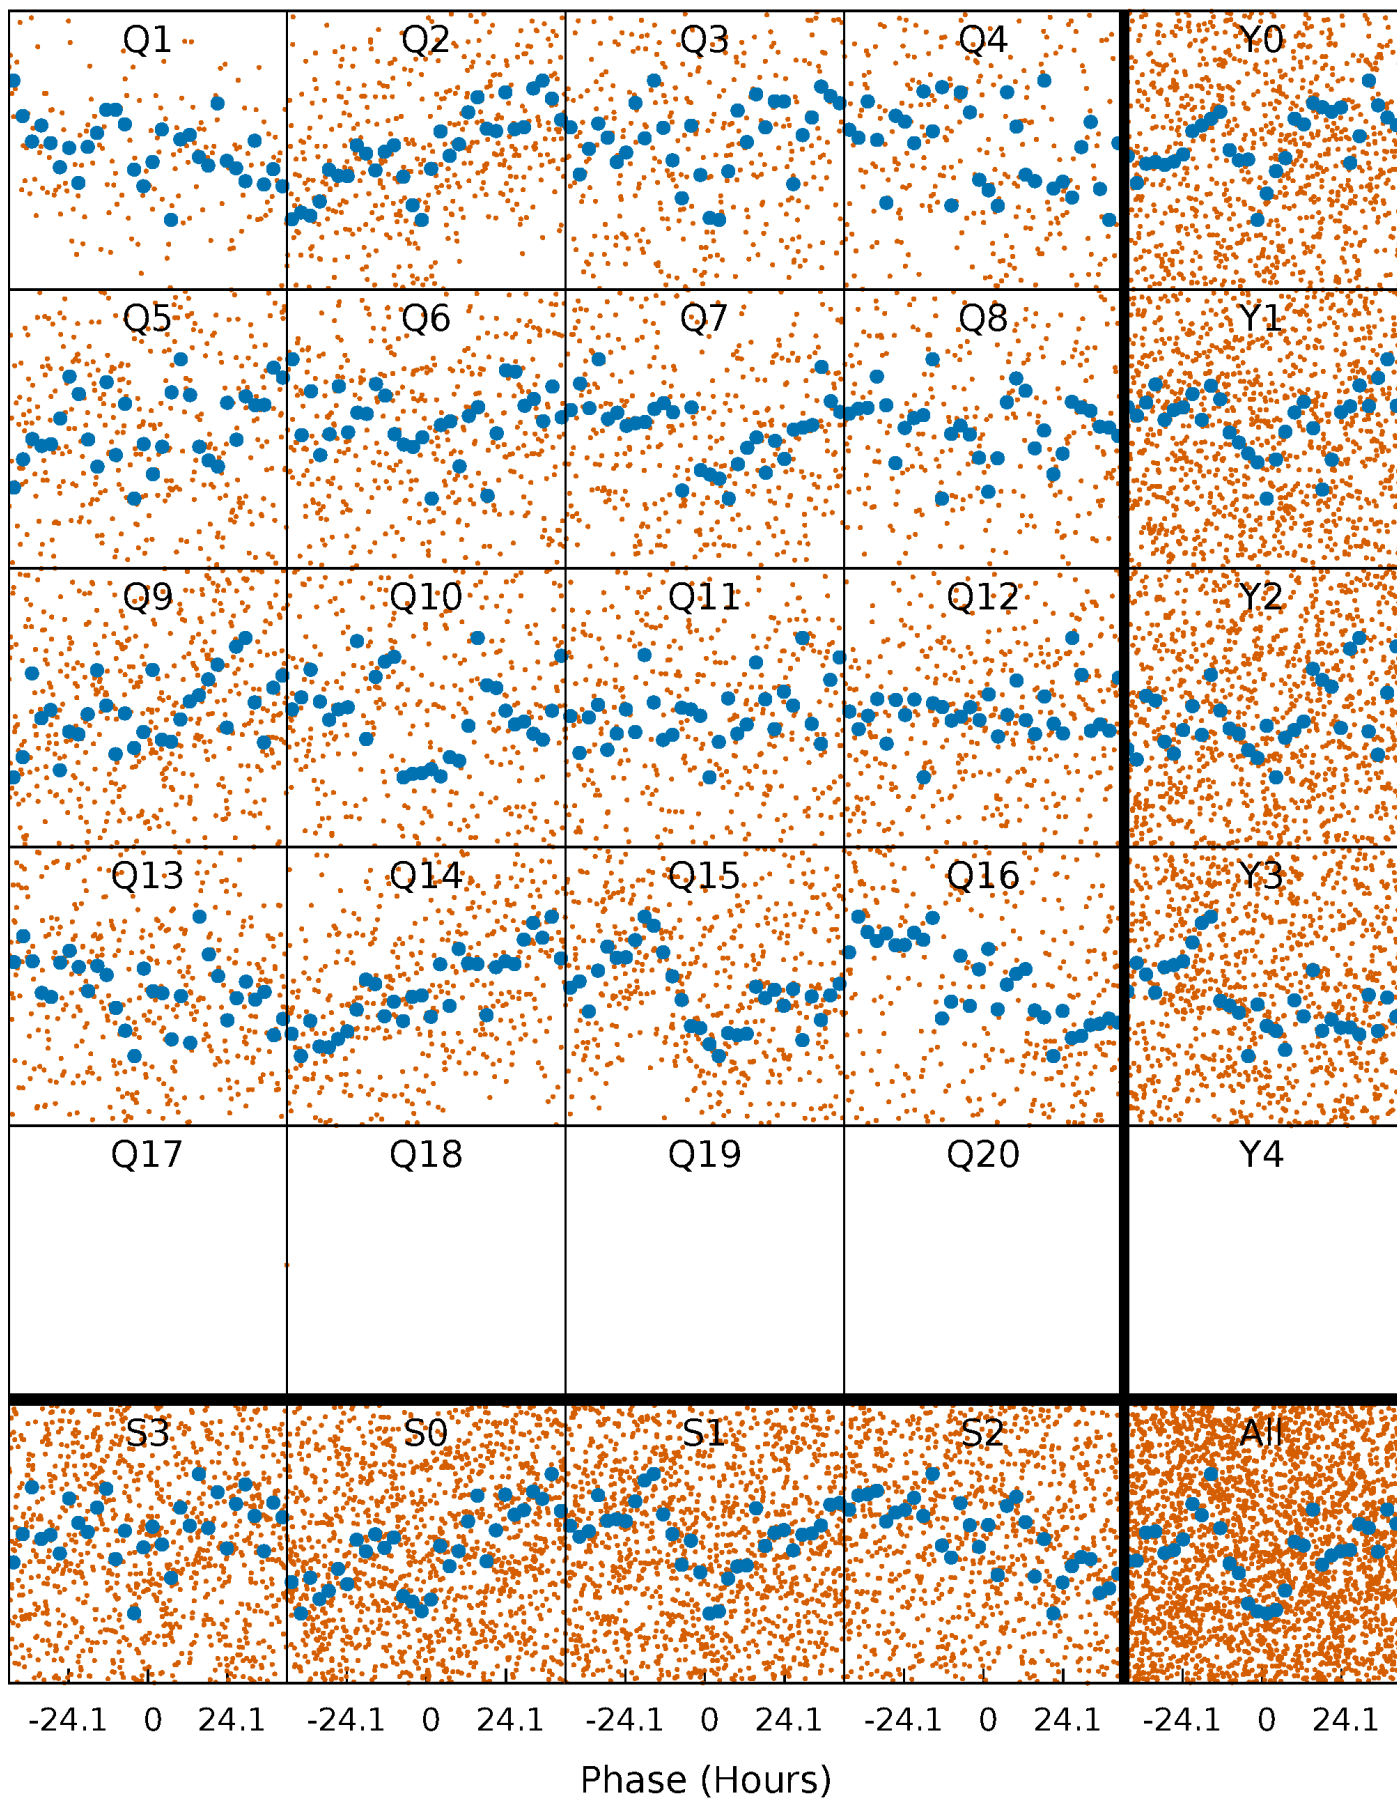 Q1 Q2 Q3 Q4 Y0
Q5 Q6 Q7 Q8 Y1
Q9 Q10 Q11 Q12 Y2
Q13 Q14 Q15 Q16 Y3
Q17 Q18 Q19 Q20 Y4
S3 S0 S1 S2 All
-24.1 0 24.1 -24.1 0 24.1 -24.1 0 24.1 -24.1 0 24.1 -24.1 0 24.1
Phase (Hours)